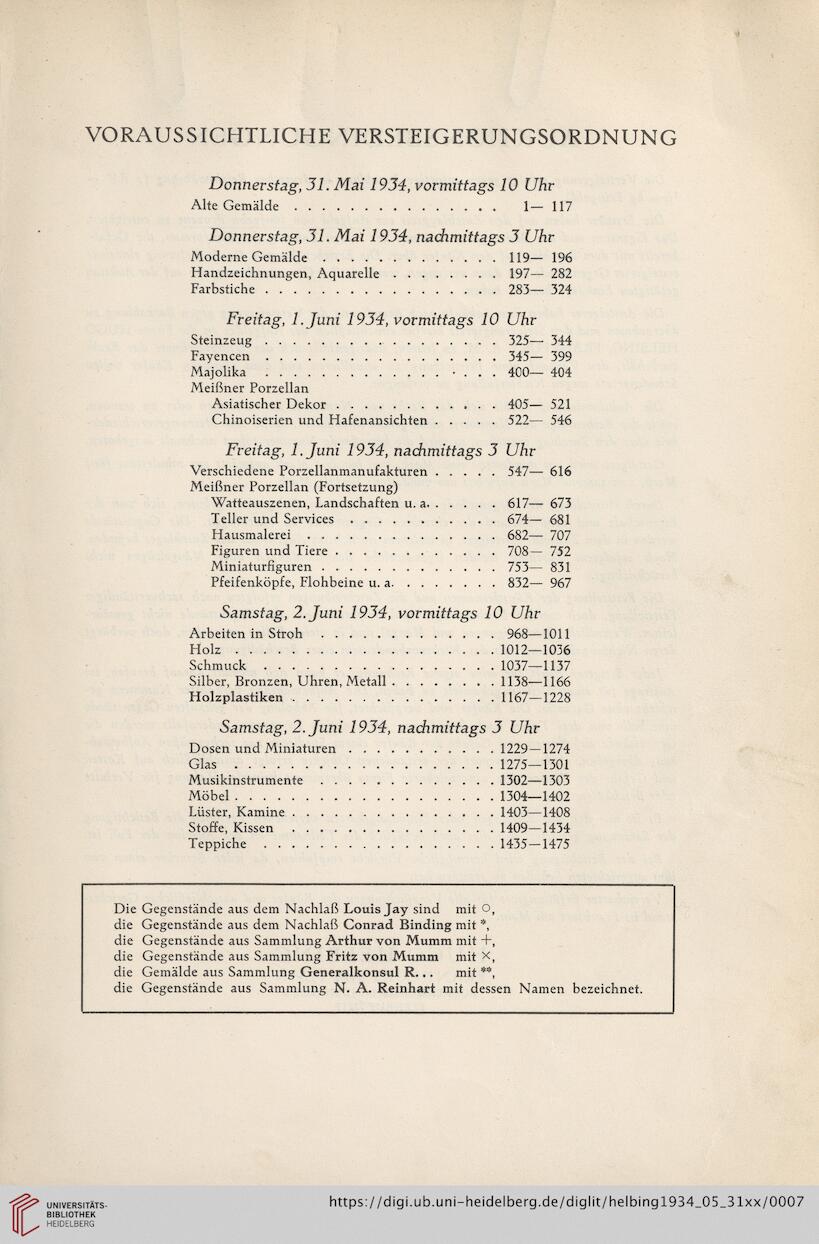 VORAUSSICHTLICHE VERSTEIGERUNGSORDNUNG
Donnerstag, 31. Mai 1934, vormittags 10 Uhr
Alte Gemälde . . . . . . . . . . . . . . . 1— 117
Donnerstag, 31. Mai 1934, nachmittags 3 Uhr
Moderne Gemälde . . . . . . . . . . . . . 119— 196
Handzeichnungen, Aquarelle . . . . . . . . 197— 282
Farbstiche . . . . . . . . . . . . . . . . . 283— 324
Freitag, 1. Juni 1934, vormittags 10 Uhr
Steinzeug . . . . . . . . . . . . . . . . . 325— 344
Fayencen . . . . . . . . . . . . . . . . . 345— 399
Majolika . . . . . . . . . . . . . . . . . 400— 404
Meißner Porzellan
Asiatischer Dekor . . . . . . . . . . . . 405— 521
Chinoiserien und Hafenansichten . . . . . 522— 546
Freitag, 1. Juni 1934, nachmittags 3 Uhr
Verschiedene Porzellanmanufakturen . . . . . 547— 616
Meißner Porzellan (Fortsetzung)
Watteauszenen, Landschaften u. a. . . . . . 617— 673
Teller und Services . . . . . . . . . . . 674— 681
Hausmalerei . . . . . . . . . . . . . . 682— 707
Figuren und Tiere . . . . . . . . . . . . 708— 752
Miniaturfiguren . . . . . . . . . . . . . 753— 831
Pfeifenköpfe, Flohbeine u. a. . . . . . . . 832— 967
Samstag, 2. Juni 1934, vormittags 10 Uhr
Arbeiten in Stroh . . . . . . . . . . . . . 968—1011
Holz . . . . . . . . . . . . . . . . . . . 1012—1036
Schmuck . . . . . . . . . . . . . . . . . 1037—1137
Silber, Bronzen, Uhren, Metall . . . . . . . . 1138—1166
Holzplastiken . . . . . . . . . . . . . . . 1167—1228
Samstag, 2. Juni 1934, nachmittags 3 Uhr
Dosen und Miniaturen . . . . . . . . . . . 1229—1274
Glas . . . . . . . . . . . . . . . . . . . 1275—1301
Musikinstrumente . . . . . . . . . . . . . 1302—1303
Möbel . . . . . . . . . . . . . . . . . . . 1304—1402
Lüster, Kamine . . . . . . . . . . . . . . . 1403—1408
Stoffe, Kissen . . . . . . . . . . . . . . . 1409—1434
Teppiche . . . . . . . . . . . . . . . . . 1435—1475
Die Gegenstände aus dem Nachlaß Louis Jay sind mit ○,
die Gegenstände aus dem Nachlaß Conrad Binding mit *,
die Gegenstände aus Sammlung Arthur von Mumm mit +,
die Gegenstände aus Sammlung Fritz von Mumm mit ×,
die Gemälde aus Sammlung Generalkonsul R... mit **,
die Gegenstände aus Sammlung N. A. Reinhart mit dessen Namen bezeichnet.
UNIVERSITÄTS-
BIBLIOTHEK
HEIDELBERG
https://digi.ub.uni-heidelberg.de/diglit/helbing1934_05_31xx/0007